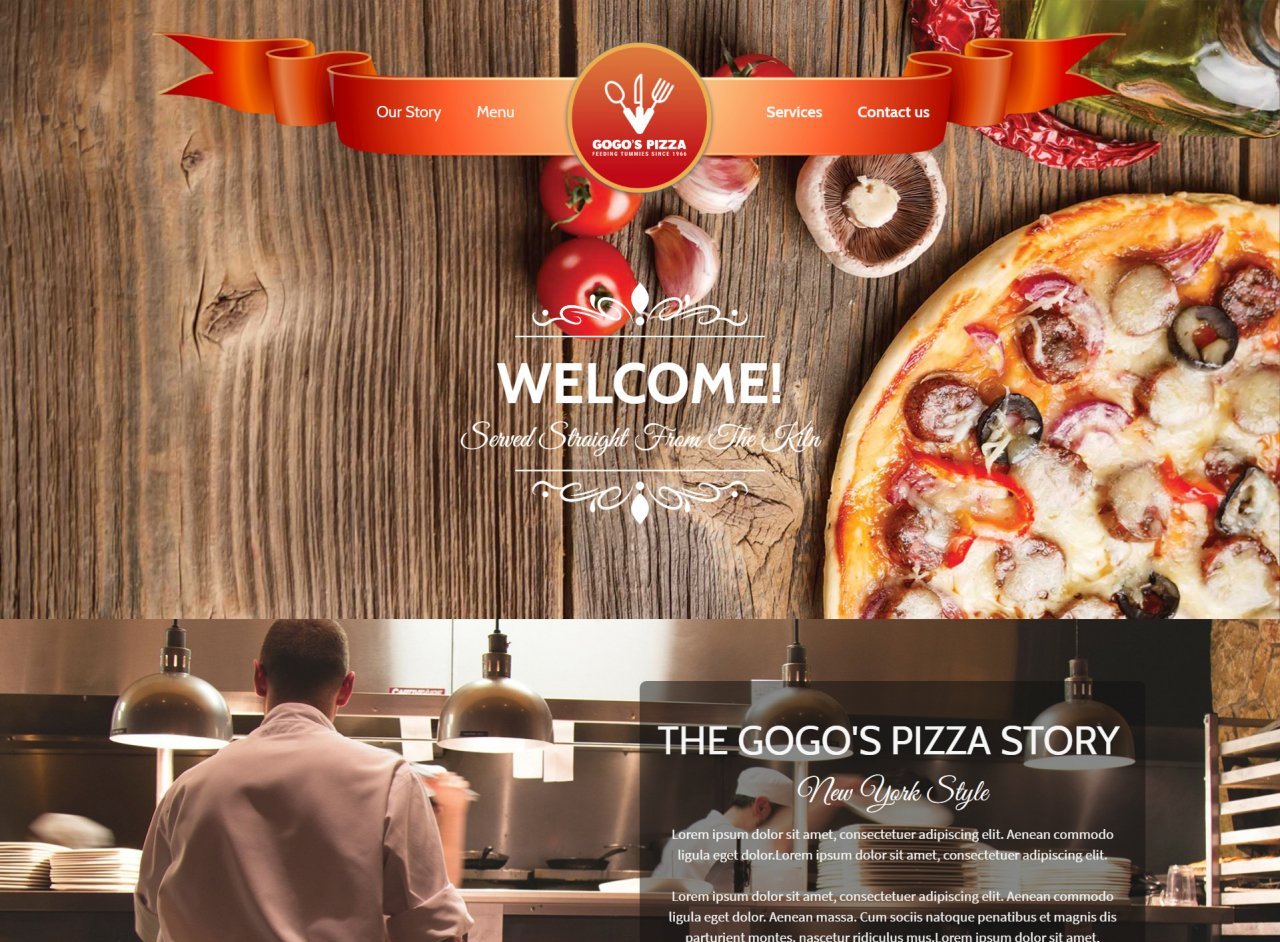 Our Story
Menu
GOGO'S PIZZA
FEEDING TUMMIES SINCE 1966
Services
Contact us
WELCOME!
Served Straight From The Kiln
THE GOGO'S PIZZA STORY
New York Style
Lorem ipsum dolor sit amet, consectetuer adipiscing elit. Aenean commodo
ligula eget dolor.Lorem ipsum dolor sit amet, consectetuer adipiscing elit.
Lorem ipsum dolor sit amet, consectetuer adipiscing elit. Aenean commodo
ligula eget dolor. Aenean massa. Cum sociis natoque penatibus et magnis dis
parturient montes, nascetur ridiculus mus.Lorem ipsum dolor sit amet,